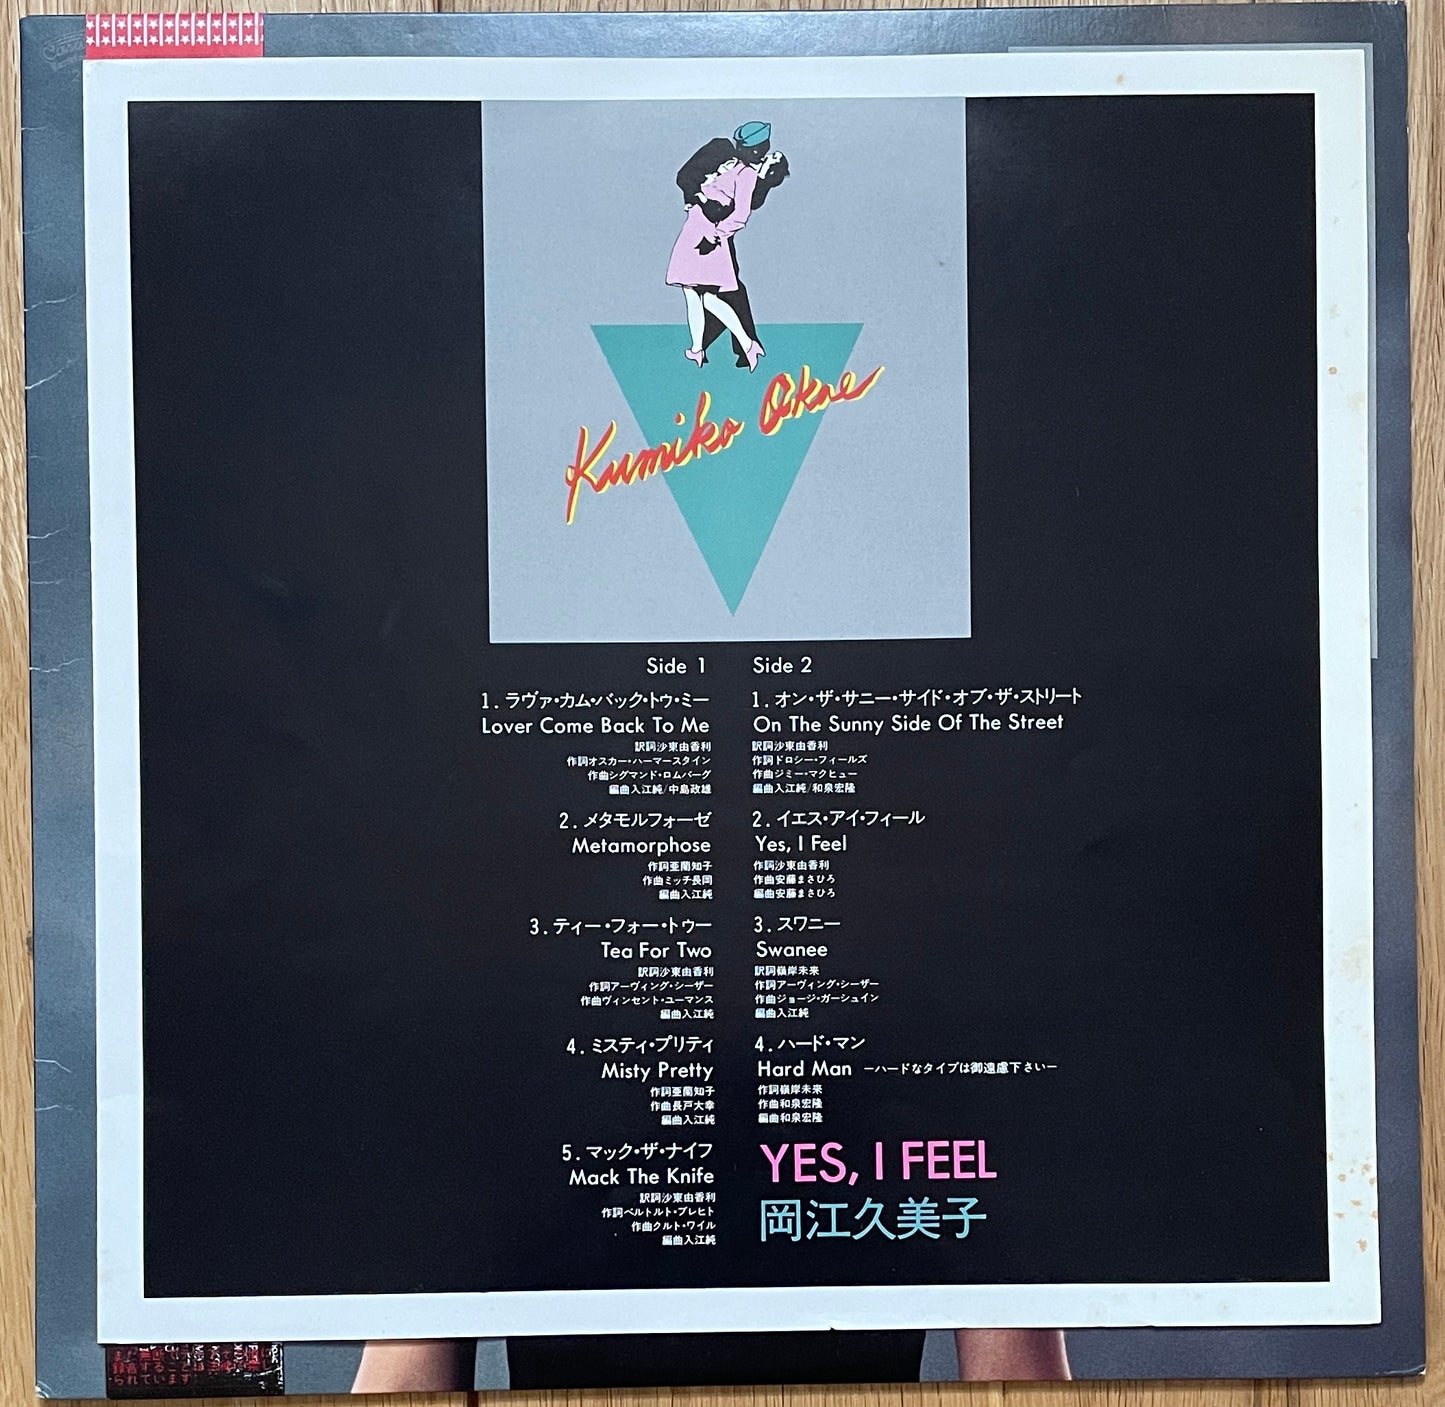 Kumiko Okae
Side 1
1. ラヴァ・カム・バック・トゥ・ミー
Lover Come Back To Me
訳詞沙東由香利
作詞オスカー・ハーマースタイン
作曲シグマンド・ロムバーグ
編曲入江純/中島政雄
2. メタモルフォーゼ
Metamorphose
作詞亜蘭知子
作曲ミッチ長岡
編曲入江純
3. ティー・フォー・トゥー
Tea For Two
訳詞沙東由香利
作詞アーヴィング・シーザー
作曲ヴィンセント・ユーマンス
編曲入江純
4. ミスティ・プリティ
Misty Pretty
作詞亜蘭知子
作曲長戸大幸
編曲入江純
5. マック・ザ・ナイフ
Mack The Knife
訳詞沙東由香利
作詞ベルトルト・ブレヒト
作曲クルト・ワイル
編曲入江純
Side 2
1. オン・ザ・サニー・サイド・オブ・ザ・ストリート
On The Sunny Side Of The Street
訳詞沙東由香利
作詞ドロシー・フィールズ
作曲ジミー・マクヒュー
編曲入江純/和泉宏隆
2. イエス・アイ・フィール
Yes, I Feel
作詞沙東由香利
作曲安藤まさひろ
編曲安藤まさひろ
3. スワニー
Swanee
訳詞嶺岸未来
作詞アーヴィング・シーザー
作曲ジョージ・ガーシュイン
編曲入江純
4. ハード・マン
Hard Man —ハードなタイプは御遠慮下さい—
作詞嶺岸未来
作曲和泉宏隆
編曲和泉宏隆
YES, I FEEL
岡江久美子
録音することは
られています